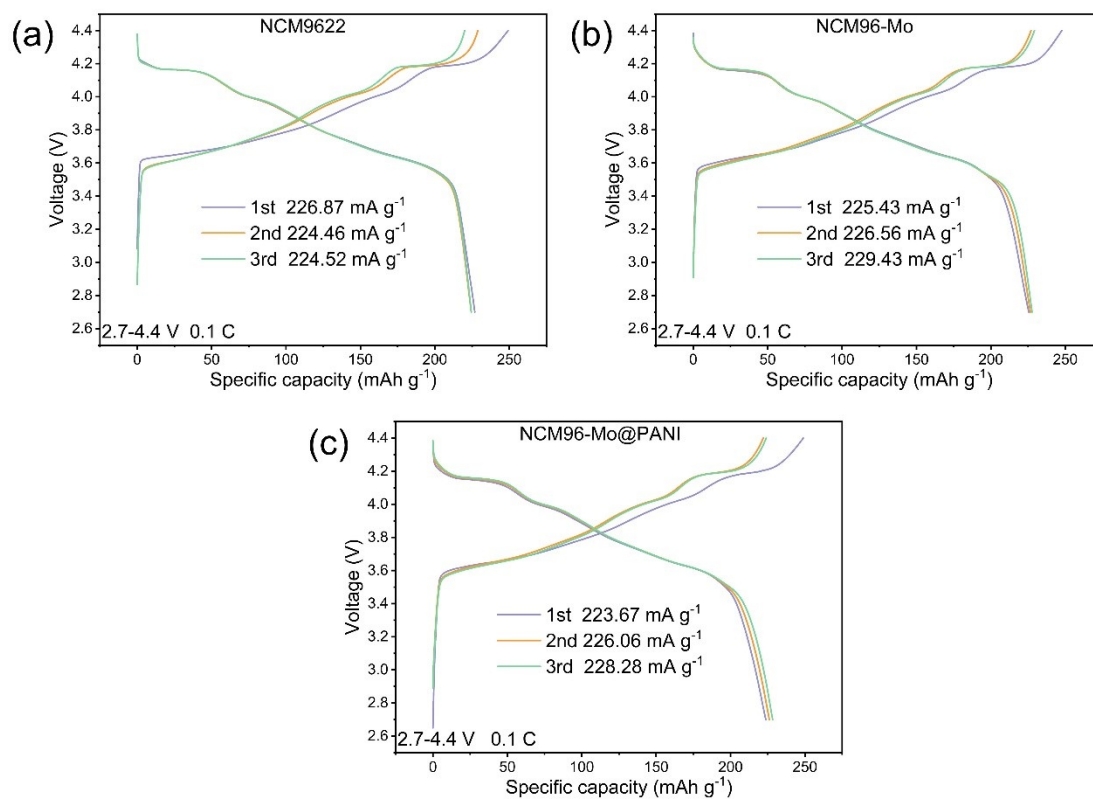 (a)
NCM9622
4.4
4.2
4.0
3.8
3.6
3.4
3.2
3.0
2.8
2.6
Voltage (V)
1st 226.87 mA g⁻¹
2nd 224.46 mA g⁻¹
3rd 224.52 mA g⁻¹
2.7-4.4 V 0.1 C
0 50 100 150 200 250
Specific capacity (mAh g⁻¹)
(b)
NCM96-Mo
4.4
4.2
4.0
3.8
3.6
3.4
3.2
3.0
2.8
2.6
Voltage (V)
1st 225.43 mA g⁻¹
2nd 226.56 mA g⁻¹
3rd 229.43 mA g⁻¹
2.7-4.4 V 0.1 C
0 50 100 150 200 250
Specific capacity (mAh g⁻¹)
(c)
NCM96-Mo@PANI
4.4
4.2
4.0
3.8
3.6
3.4
3.2
3.0
2.8
2.6
Voltage (V)
1st 223.67 mA g⁻¹
2nd 226.06 mA g⁻¹
3rd 228.28 mA g⁻¹
2.7-4.4 V 0.1 C
0 50 100 150 200 250
Specific capacity (mAh g⁻¹)